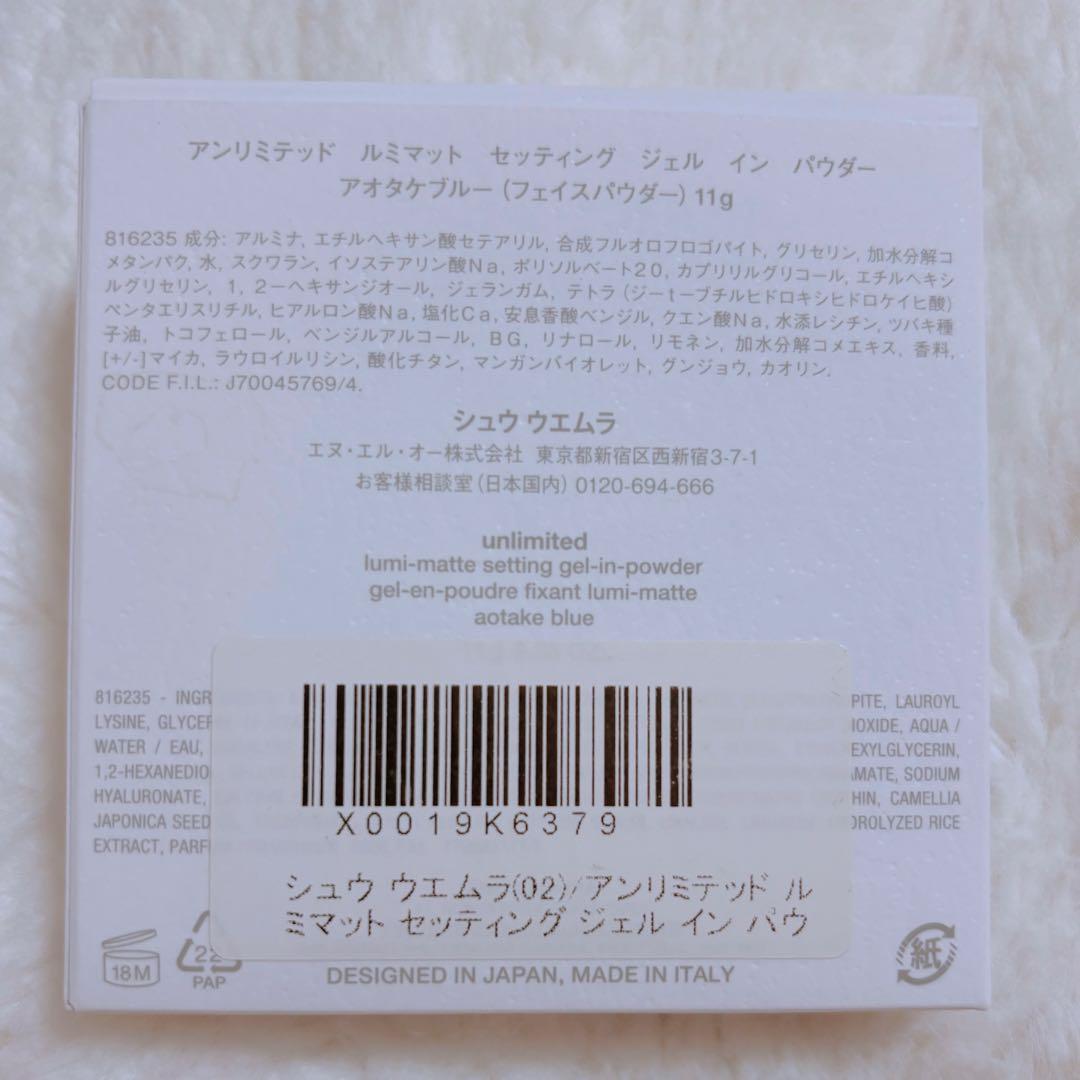 アンリミテッド　ルミマット　セッティング　ジェル　イン　パウダー
アオタケブルー (フェイスパウダー) 11g
816235 成分: アルミナ, エチルヘキサン酸セテアリル, 合成フルオロフロゴパイト, グリセリン, 加水分解コ
メタンパク, 水, スクワラン, イソステアリン酸Na, ポリソルベート20, カプリリルグリコール, エチルヘキシ
ルグリセリン, 1, 2ーヘキサンジオール, ジェランガム, テトラ (ジーtーブチルヒドロキシヒドロケイヒ酸)
ペンタエリスリチル, ヒアルロン酸Na, 塩化Ca, 安息香酸ベンジル, クエン酸Na, 水添レシチン, ツバキ種
子油, トコフェロール, ベンジルアルコール, BG, リナロール, リモネン, 加水分解コメエキス, 香料,
[+/-]マイカ, ラウロイルリシン, 酸化チタン, マンガンバイオレット, グンジョウ, カオリン.
CODE F.I.L.: J70045769/4.
シュウ ウエムラ
エヌ・エル・オー株式会社 東京都新宿区西新宿3-7-1
お客様相談室 (日本国内) 0120-694-666
unlimited
lumi-matte setting gel-in-powder
gel-en-poudre fixant lumi-matte
aotake blue
816235 - PITE, LAUROYL
LYSINE, OXIDE, AQUA /
WATER / EAU, EXYLGLYCERIN,
1,2-HEXANEDIO AMATE, SODIUM
HYALURONATE, HIN, CAMELLIA
JAPONICA SEED DROLYZED RICE
EXTRACT,
X0019K6379
シュウ ウエムラ(02)/アンリミテッド ル
ミマット セッティング ジェル イン パウ
18M
22
PAP
DESIGNED IN JAPAN, MADE IN ITALY
紙